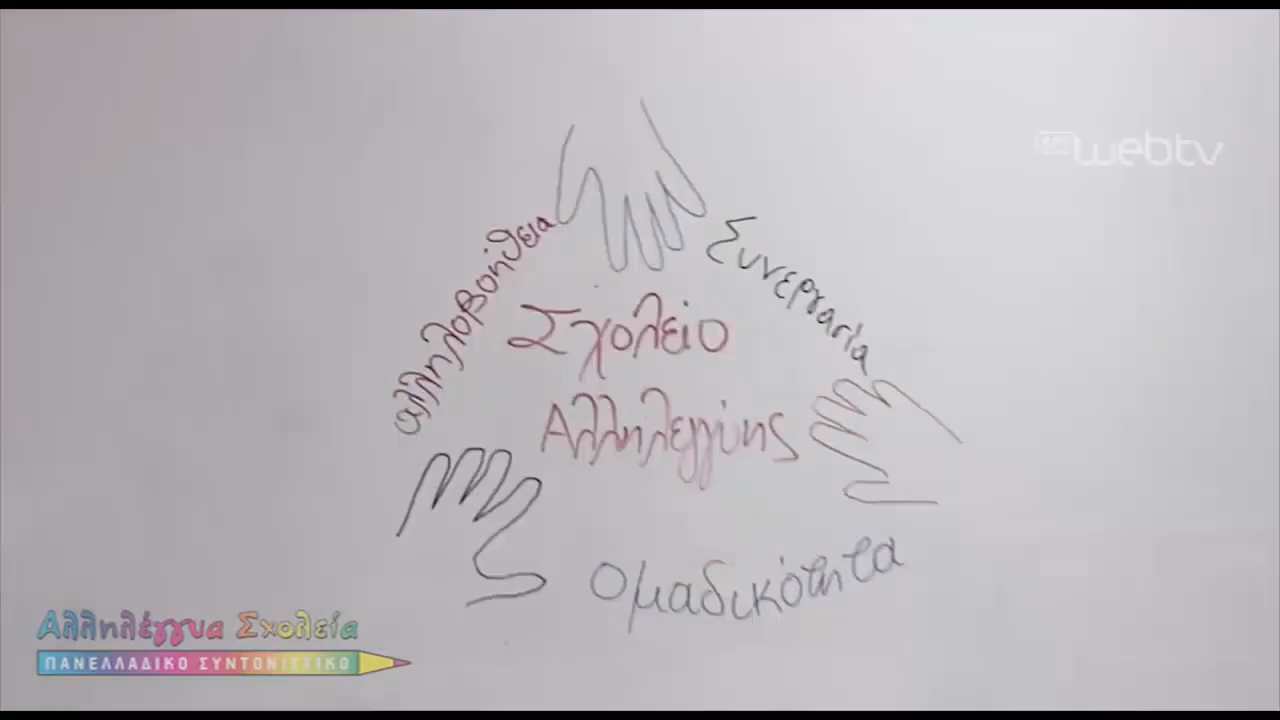 webtv
αλληλοβοήθεια
Συνεργασία
Σχολείο
Αλληλεγγύης
Ομαδικότητα
Αλληλέγγυα Σχολεία
ΠΑΝΕΛΛΑΔΙΚΟ ΣΥΝΤΟΝΙΣΤΙΚΟ